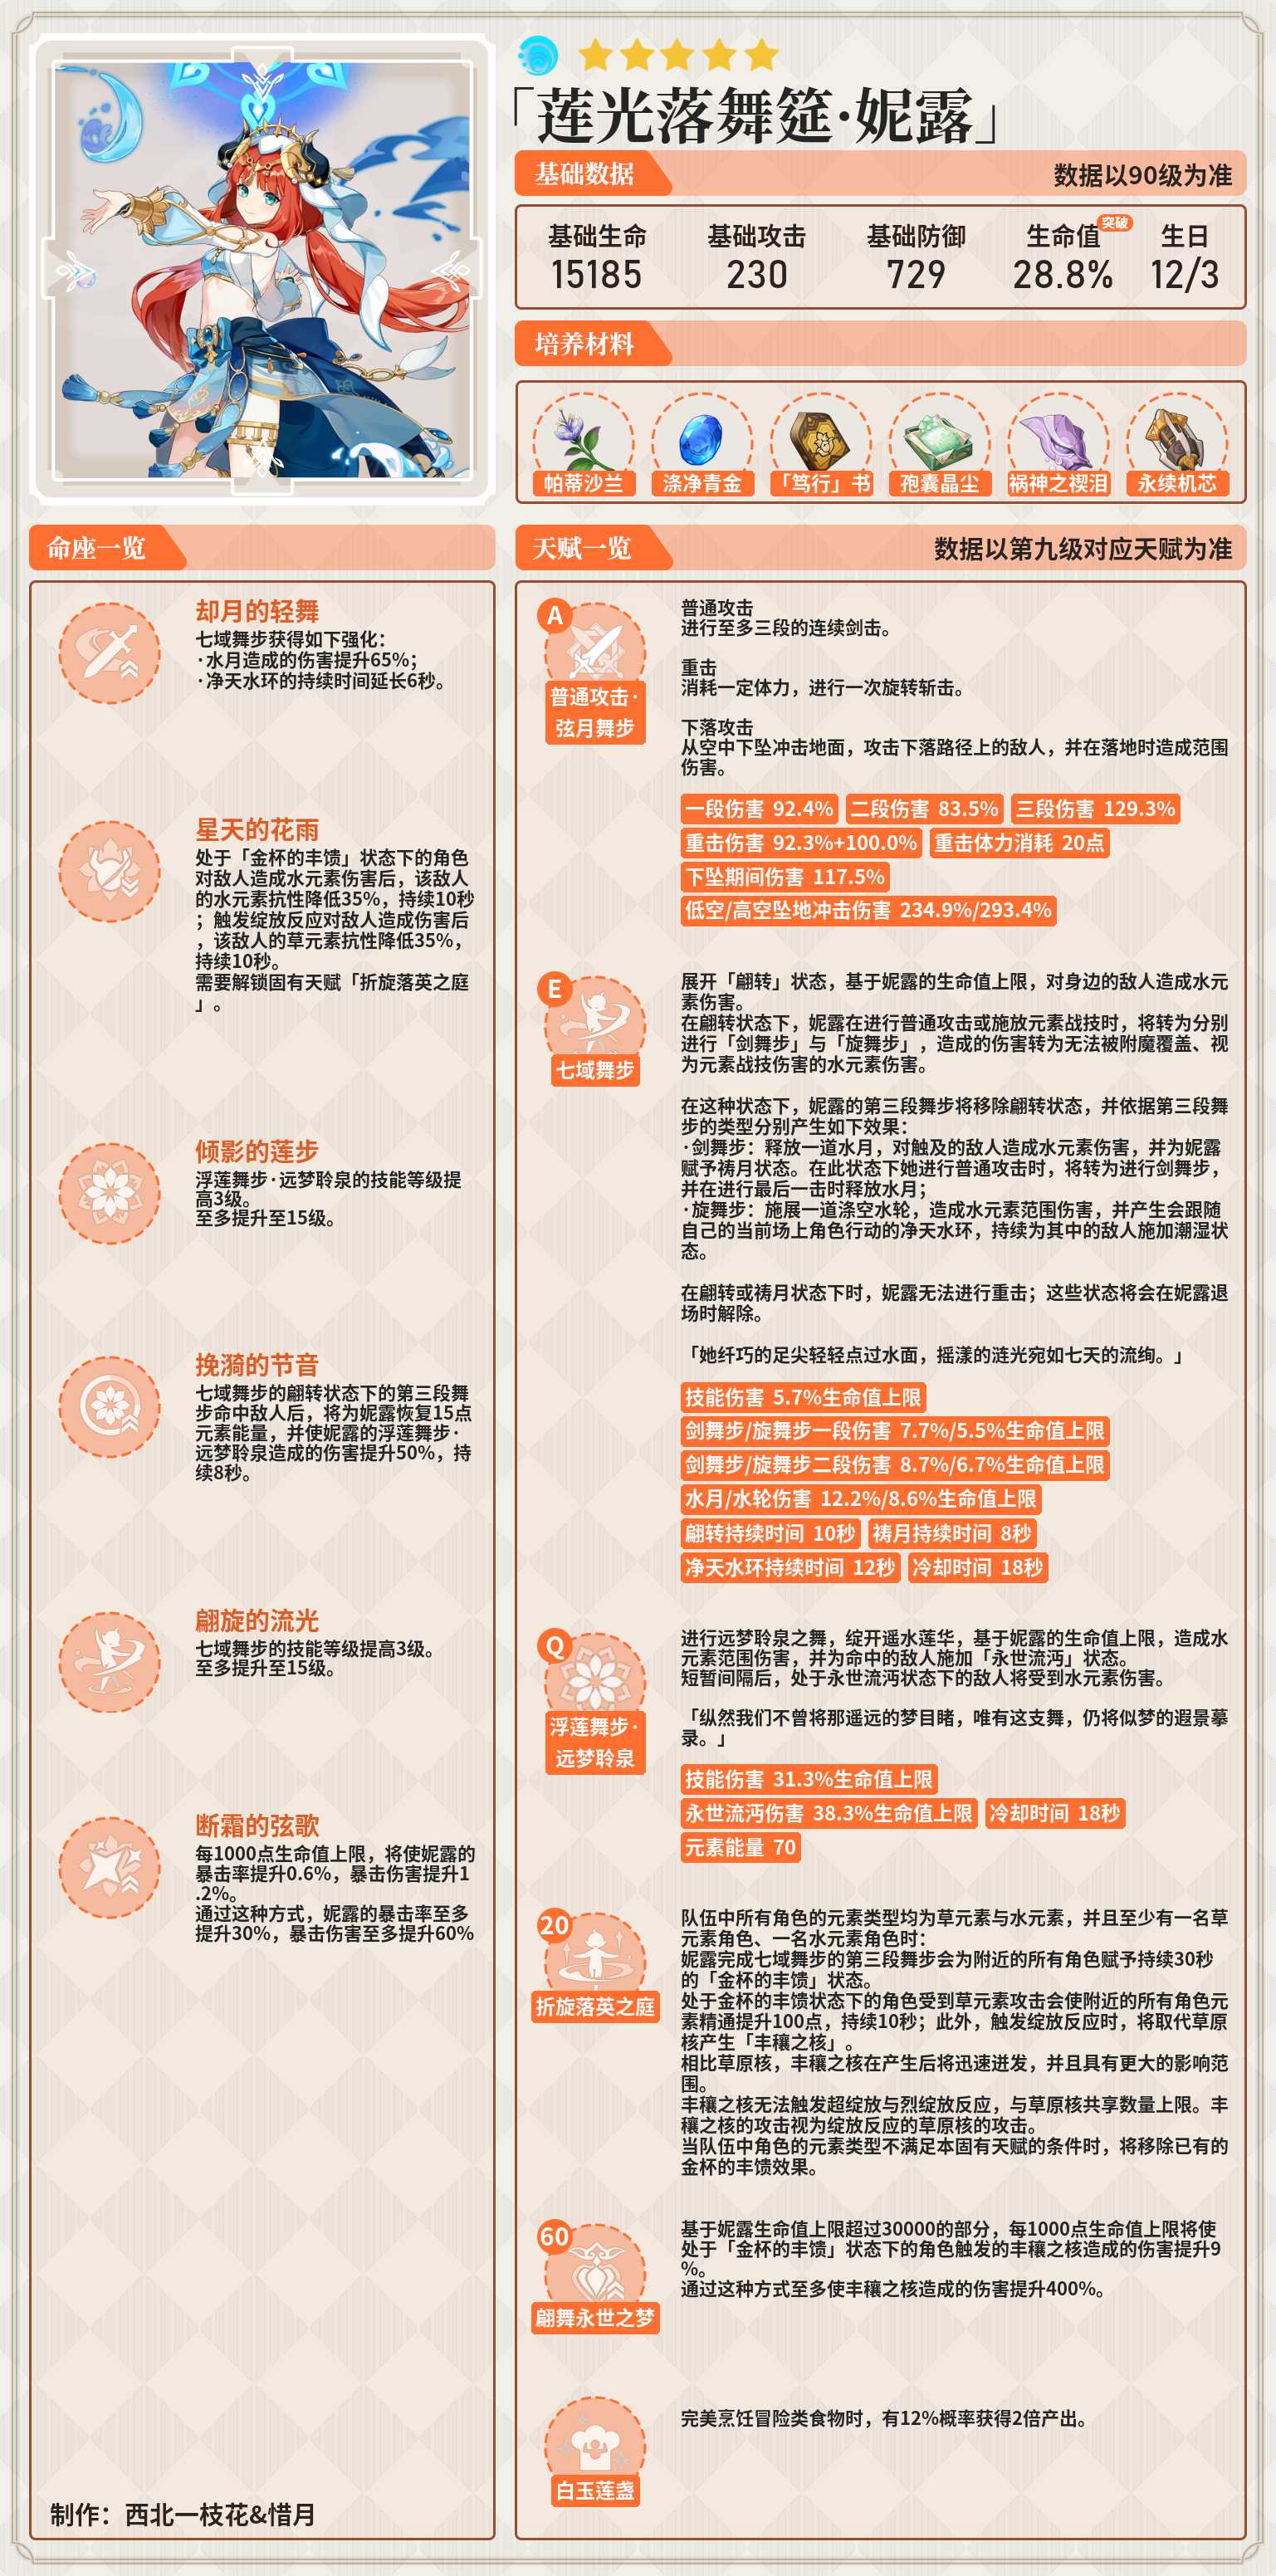 「莲光落舞筵·妮露」
基础数据
数据以90级为准
基础生命
15185
基础攻击
230
基础防御
729
生命值
突破
28.8%
生日
12/3
培养材料
帕蒂沙兰
涤净青金
「笃行」书
孢囊晶尘
祸神之禊泪
永续机芯
命座一览
却月的轻舞
七域舞步获得如下强化：
·水月造成的伤害提升65%；
·净天水环的持续时间延长6秒。
星天的花雨
处于「金杯的丰馈」状态下的角色
对敌人造成水元素伤害后，该敌人
的水元素抗性降低35%，持续10秒
；触发绽放反应对敌人造成伤害后
，该敌人的草元素抗性降低35%，
持续10秒。
需要解锁固有天赋「折旋落英之庭
」。
倾影的莲步
浮莲舞步·远梦聆泉的技能等级提
高3级。
至多提升至15级。
挽漪的节音
七域舞步的翩转状态下的第三段舞
步命中敌人后，将为妮露恢复15点
元素能量，并使妮露的浮莲舞步·
远梦聆泉造成的伤害提升50%，持
续8秒。
翩旋的流光
七域舞步的技能等级提高3级。
至多提升至15级。
断霜的弦歌
每1000点生命值上限，将使妮露的
暴击率提升0.6%，暴击伤害提升1
.2%。
通过这种方式，妮露的暴击率至多
提升30%，暴击伤害至多提升60%
制作：西北一枝花&惜月
天赋一览
数据以第九级对应天赋为准
A
普通攻击·
弦月舞步
普通攻击
进行至多三段的连续剑击。
重击
消耗一定体力，进行一次旋转斩击。
下落攻击
从空中下坠冲击地面，攻击下落路径上的敌人，并在落地时造成范围
伤害。
一段伤害 92.4% 二段伤害 83.5% 三段伤害 129.3%
重击伤害 92.3%+100.0% 重击体力消耗 20点
下坠期间伤害 117.5%
低空/高空坠地冲击伤害 234.9%/293.4%
E
七域舞步
展开「翩转」状态，基于妮露的生命值上限，对身边的敌人造成水元
素伤害。
在翩转状态下，妮露在进行普通攻击或施放元素战技时，将转为分别
进行「剑舞步」与「旋舞步」，造成的伤害转为无法被附魔覆盖、视
为元素战技伤害的水元素伤害。
在这种状态下，妮露的第三段舞步将移除翩转状态，并依据第三段舞
步的类型分别产生如下效果：
·剑舞步：释放一道水月，对触及的敌人造成水元素伤害，并为妮露
赋予祷月状态。在此状态下她进行普通攻击时，将转为进行剑舞步，
并在进行最后一击时释放水月；
·旋舞步：施展一道涤空水轮，造成水元素范围伤害，并产生会跟随
自己的当前场上角色行动的净天水环，持续为其中的敌人施加潮湿状
态。
在翩转或祷月状态下时，妮露无法进行重击；这些状态将会在妮露退
场时解除。
「她纤巧的足尖轻轻点过水面，摇漾的涟光宛如七天的流绚。」
技能伤害 5.7%生命值上限
剑舞步/旋舞步一段伤害 7.7%/5.5%生命值上限
剑舞步/旋舞步二段伤害 8.7%/6.7%生命值上限
水月/水轮伤害 12.2%/8.6%生命值上限
翩转持续时间 10秒 祷月持续时间 8秒
净天水环持续时间 12秒 冷却时间 18秒
Q
浮莲舞步·
远梦聆泉
进行远梦聆泉之舞，绽开遥水莲华，基于妮露的生命值上限，造成水
元素范围伤害，并为命中的敌人施加「永世流沔」状态。
短暂间隔后，处于永世流沔状态下的敌人将受到水元素伤害。
「纵然我们不曾将那遥远的梦目睹，唯有这支舞，仍将似梦的遐景摹
录。」
技能伤害 31.3%生命值上限
永世流沔伤害 38.3%生命值上限 冷却时间 18秒
元素能量 70
20
折旋落英之庭
队伍中所有角色的元素类型均为草元素与水元素，并且至少有一名草
元素角色、一名水元素角色时：
妮露完成七域舞步的第三段舞步会为附近的所有角色赋予持续30秒
的「金杯的丰馈」状态。
处于金杯的丰馈状态下的角色受到草元素攻击会使附近的所有角色元
素精通提升100点，持续10秒；此外，触发绽放反应时，将取代草原
核产生「丰穰之核」。
相比草原核，丰穰之核在产生后将迅速迸发，并且具有更大的影响范
围。
丰穰之核无法触发超绽放与烈绽放反应，与草原核共享数量上限。丰
穰之核的攻击视为绽放反应的草原核的攻击。
当队伍中角色的元素类型不满足本固有天赋的条件时，将移除已有的
金杯的丰馈效果。
60
翩舞永世之梦
基于妮露生命值上限超过30000的部分，每1000点生命值上限将使
处于「金杯的丰馈」状态下的角色触发的丰穰之核造成的伤害提升9
%。
通过这种方式至多使丰穰之核造成的伤害提升400%。
白玉莲盏
完美烹饪冒险类食物时，有12%概率获得2倍产出。